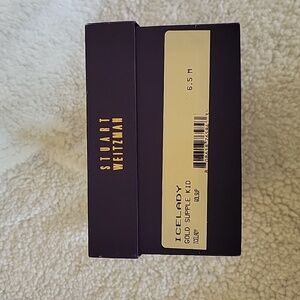 STUART
WEITZMAN
6.5 M
ICELADY
GOLD SUPPLE KID